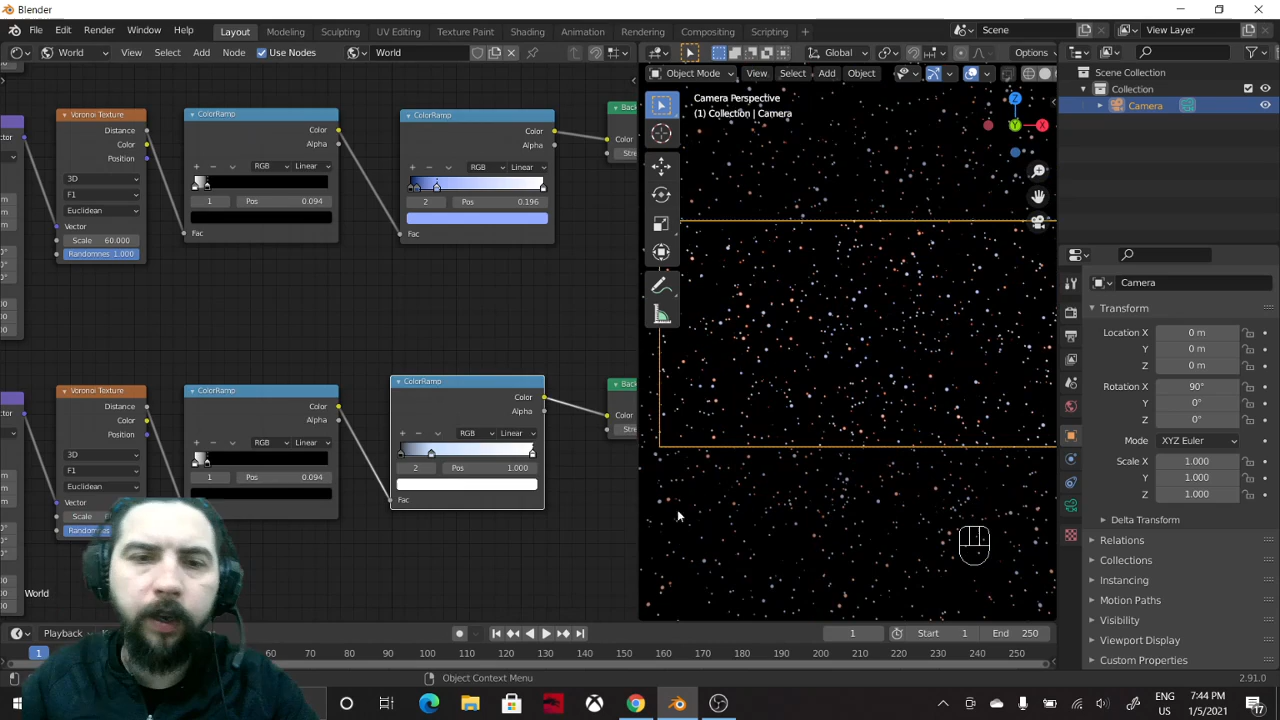 Blender
File Edit Render Window Help Layout Modeling Sculpting UV Editing Texture Paint Shading Animation Rendering Compositing Scripting + Scene View Layer
World View Select Add Node Use Nodes World Global Options
Object Mode View Select Add Object
Camera Perspective
(1) Collection | Camera
Z
Y
X
Scene Collection
Collection
Camera
Voronoi Texture
Distance
Color
Position
3D
F1
Euclidean
Vector
Scale 60.000
Randomnes 1.000
ColorRamp
Color
Alpha
RGB Linear
1 Pos 0.094
Fac
ColorRamp
Color
Alpha
RGB Linear
2 Pos 0.196
Fac
Color
Voronoi Texture
Distance
Color
Position
3D
F1
Euclidean
Vector
Scale
ColorRamp
Color
Alpha
RGB Linear
1 Pos 0.094
ColorRamp
Color
Alpha
RGB Linear
2 Pos 1.000
Fac
Color
World
Camera
Transform
Location X 0 m
Y 0 m
Z 0 m
Rotation X 90°
Y 0°
Z 0°
Mode XYZ Euler
Scale X 1.000
Y 1.000
Z 1.000
Delta Transform
Relations
Collections
Instancing
Motion Paths
Visibility
Viewport Display
Custom Properties
Playback 1 Start 1 End 250
1 60 70 80 90 100 110 120 130 140 150 160 170 180 190 200 210 220 230 240 250
Object Context Menu 2.91.0
ENG
US
7:44 PM
1/5/2021
17